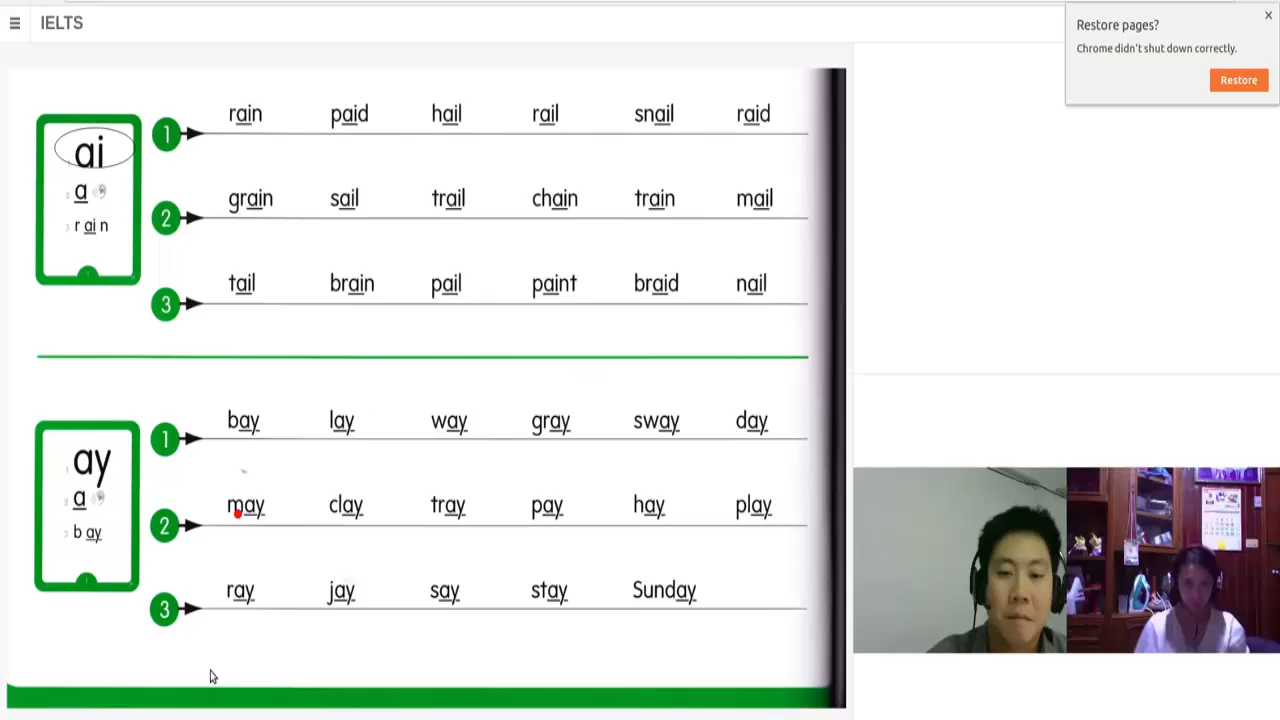 IELTS
Restore pages?
Chrome didn't shut down correctly.
Restore
ai
a
r ai n
1 rain paid hail rail snail raid
2 grain sail trail chain train mail
3 tail brain pail paint braid nail
ay
a
b ay
1 bay lay way gray sway day
2 may clay tray pay hay play
3 ray jay say stay Sunday